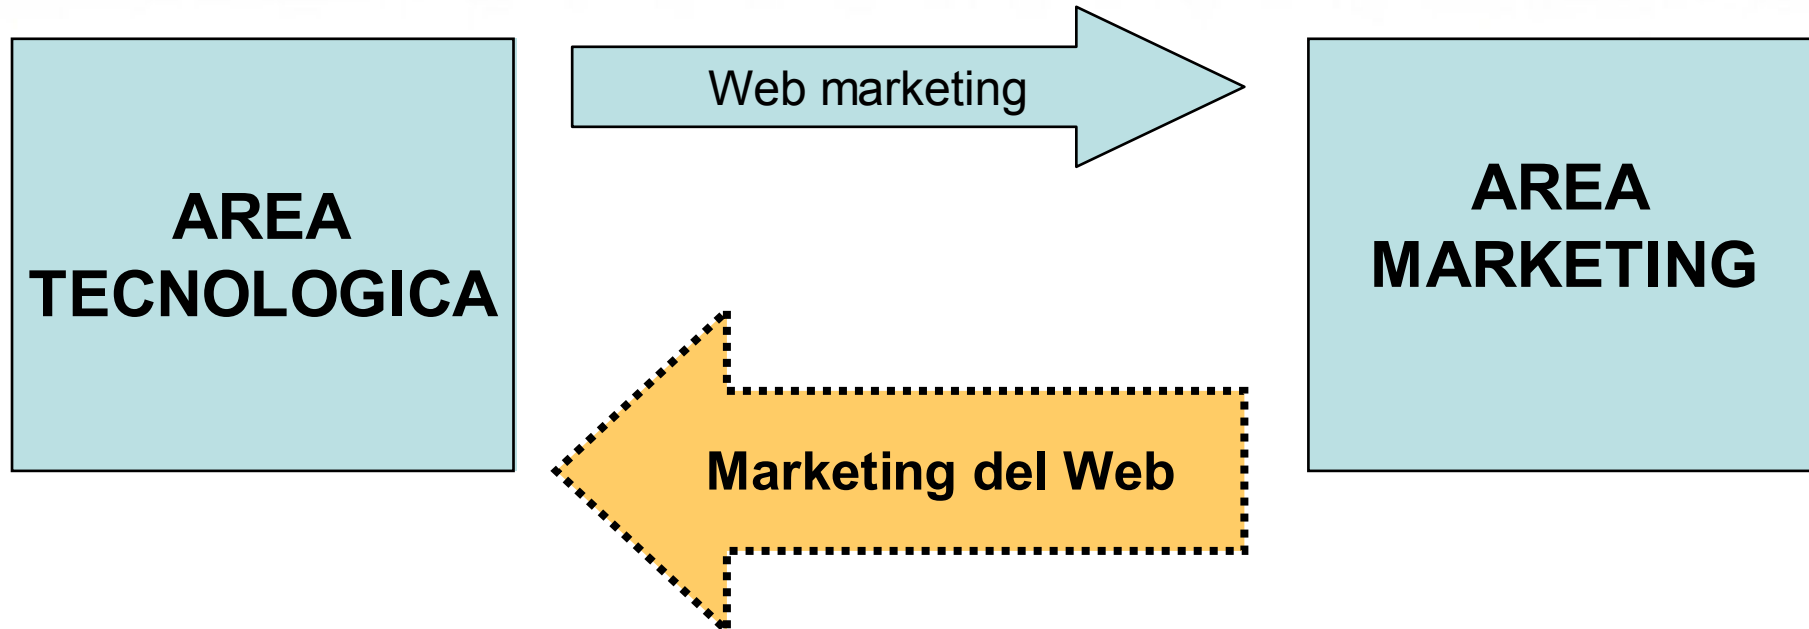 Web marketing
AREA
TECNOLOGICA
AREA
MARKETING
Marketing del Web